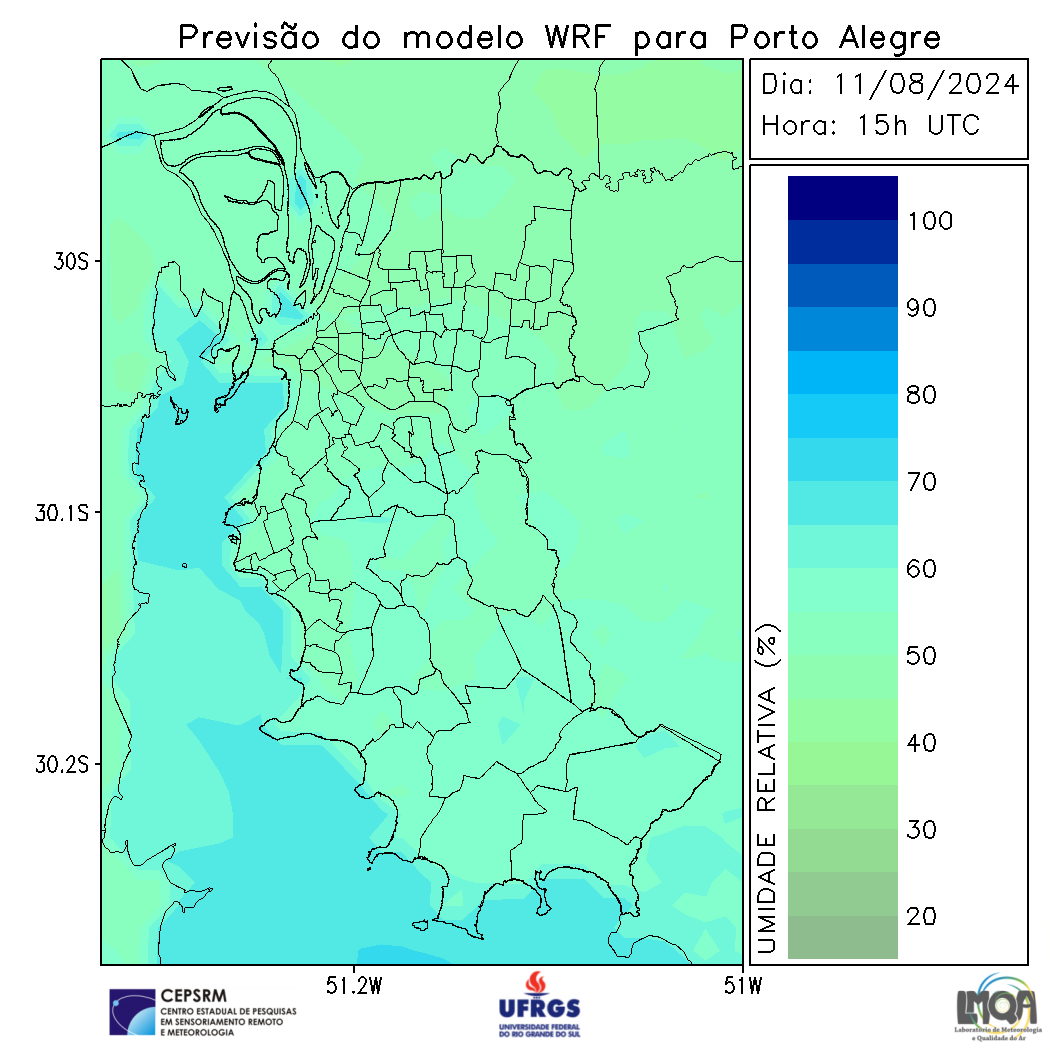 Previsão do modelo WRF para Porto Alegre
Dia: 11/08/2024
Hora: 15h UTC
30S
30.1S
30.2S
51.2W
51W
UMIDADE RELATIVA (%)
100
90
80
70
60
50
40
30
20
CEPSRM
CENTRO ESTADUAL DE PESQUISAS
EM SENSORIAMENTO REMOTO
E METEOROLOGIA
UFRGS
UNIVERSIDADE FEDERAL
DO RIO GRANDE DO SUL
LMQA
Laboratório de Meteorologia
e Qualidade do Ar